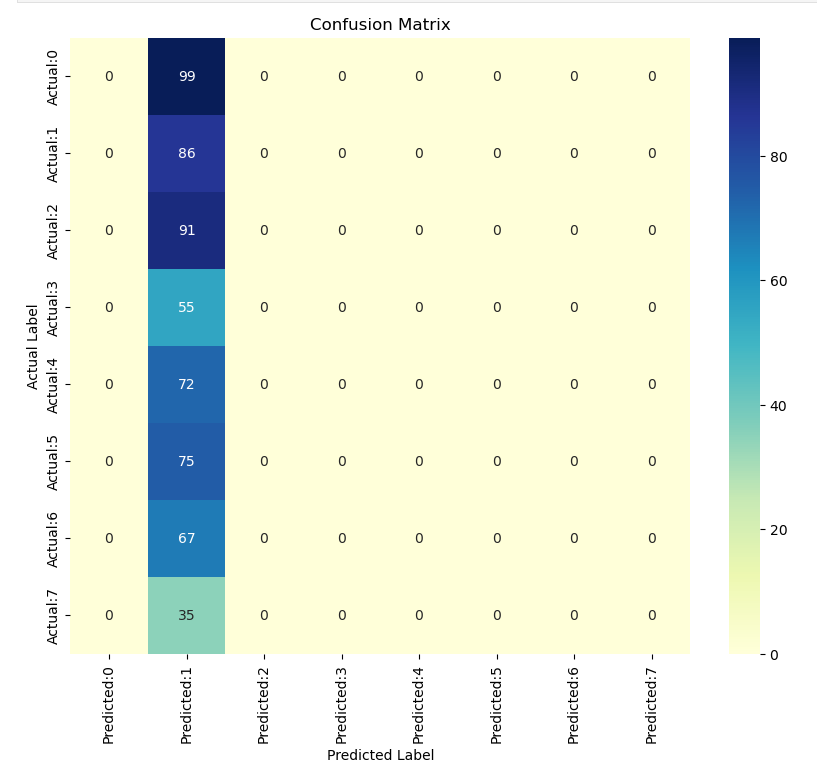 Confusion Matrix
Actual:0 0 99 0 0 0 0 0 0
Actual:1 0 86 0 0 0 0 0 0
Actual:2 0 91 0 0 0 0 0 0
Actual:3 0 55 0 0 0 0 0 0
Actual:4 0 72 0 0 0 0 0 0
Actual:5 0 75 0 0 0 0 0 0
Actual:6 0 67 0 0 0 0 0 0
Actual:7 0 35 0 0 0 0 0 0
Actual Label
Predicted:0 Predicted:1 Predicted:2 Predicted:3 Predicted:4 Predicted:5 Predicted:6 Predicted:7
Predicted Label
80
60
40
20
0